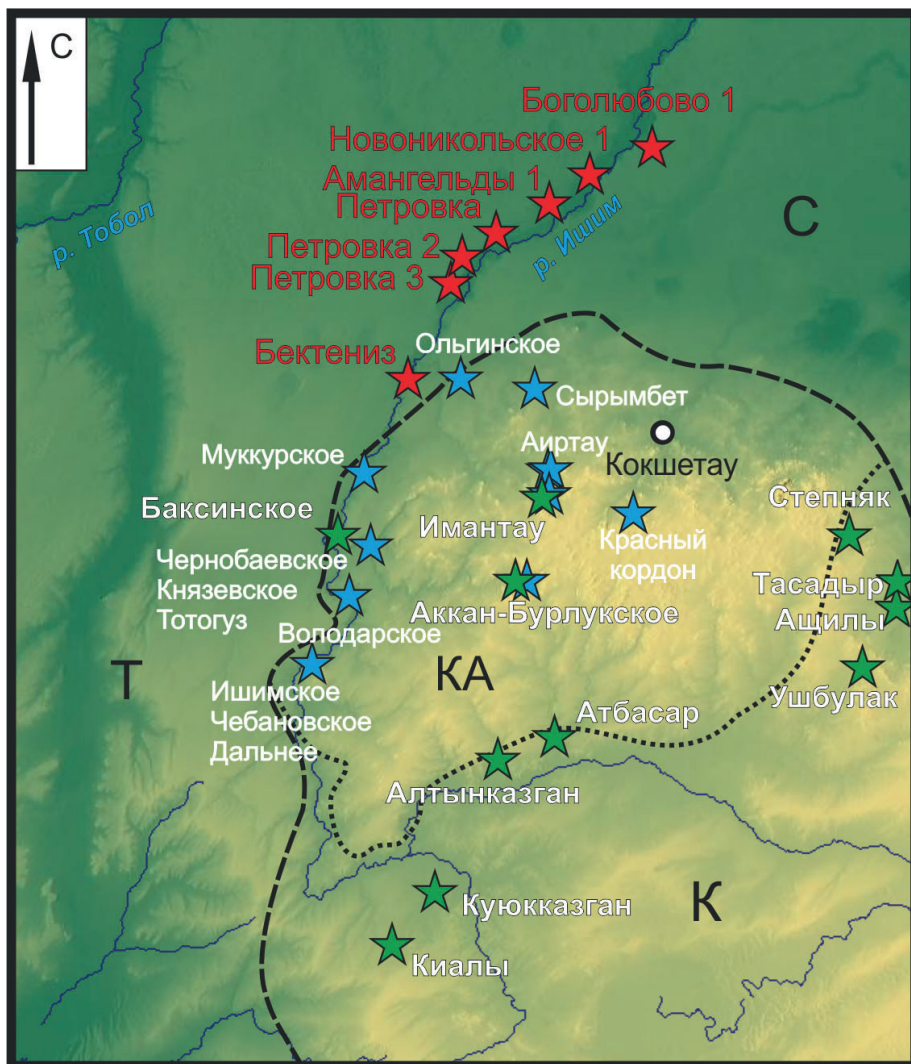 С
Боголюбово 1
Новоникольское 1
Амангельды 1
Петровка
р. Тобол
С
р. Ишим
Петровка 2
Петровка 3
Ольгинское
Бектениз
Сырымбет
Аиртау
Кокшетау
Муккурское
Степняк
Баксинское
Имантау
Красный
кордон
Чернобаевское
Князевское
Тотогуз
Тасадыр
Аккан-Бурлукское
Ащилы
Володарское
Т
КА
Ушбулак
Ишимское
Чебановское
Дальнее
Атбасар
Алтынказган
Куюкказган
К
Киалы